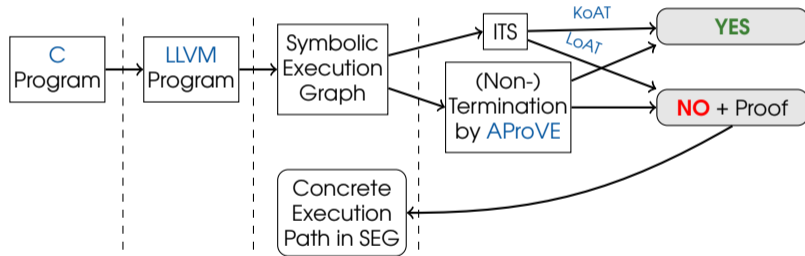 C
Program
LLVM
Program
Symbolic
Execution
Graph
ITS
KoAT
LoAT
(Non-)
Termination
by AProVE
YES
NO + Proof
Concrete
Execution
Path in SEG